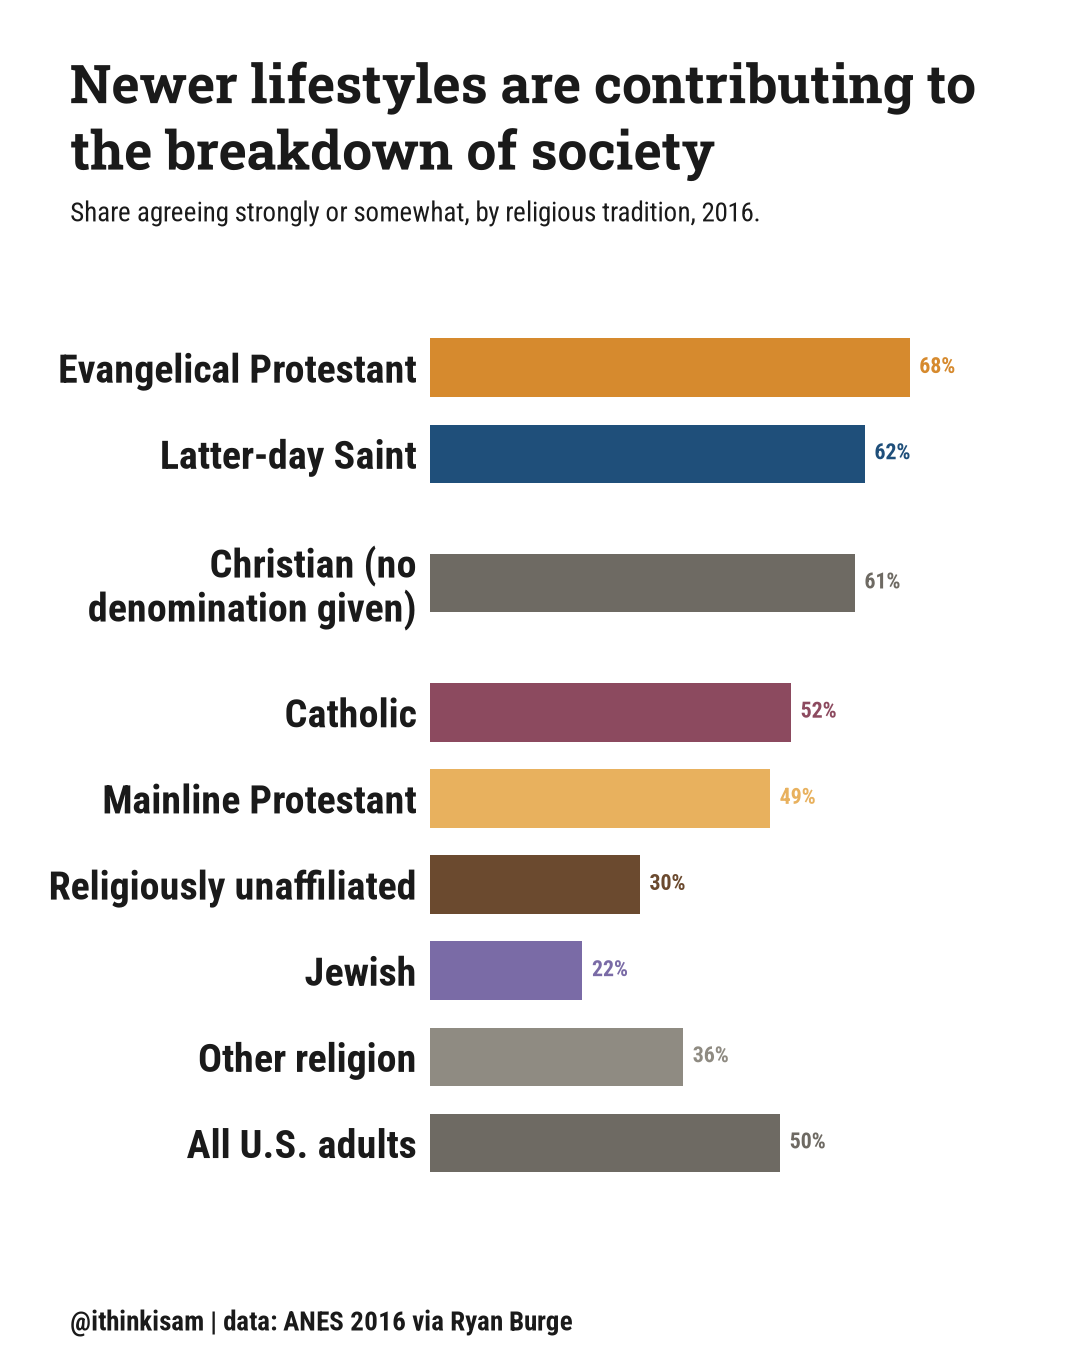 Newer lifestyles are contributing to
the breakdown of society
Share agreeing strongly or somewhat, by religious tradition, 2016.
Evangelical Protestant 68%
Latter-day Saint 62%
Christian (no
denomination given) 61%
Catholic 52%
Mainline Protestant 49%
Religiously unaffiliated 30%
Jewish 22%
Other religion 36%
All U.S. adults 50%
@ithinkisam | data: ANES 2016 via Ryan Burge